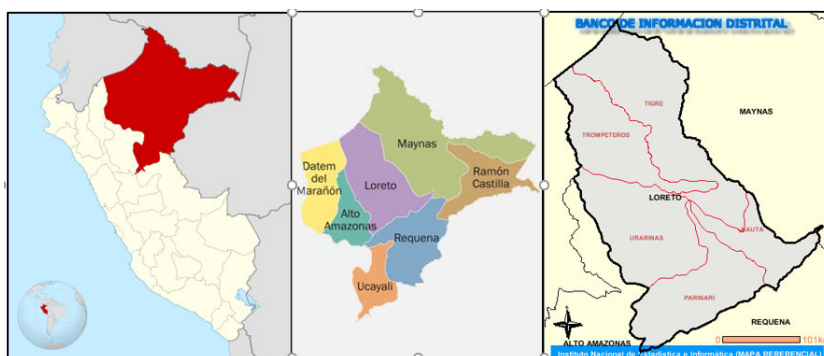 Maynas
Datem
del
Marañón
Loreto
Ramón
Castilla
Alto
Amazonas
Requena
Ucayali
BANCO DE INFORMACION DISTRITAL
TIGRE
MAYNAS
TROMPETEROS
LORETO
URARINAS
NAUTA
PARINARI
REQUENA
ALTO AMAZONAS
0 101km
Instituto Nacional de Estadistica e Informática (MAPA REFERENCIAL)